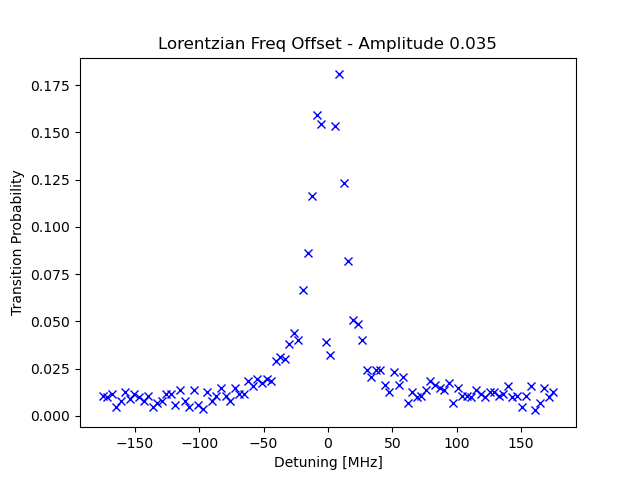 Lorentzian Freq Offset - Amplitude 0.035
0.175
0.150
0.125
0.100
0.075
0.050
0.025
0.000
Transition Probability
−150 −100 −50 0 50 100 150
Detuning [MHz]